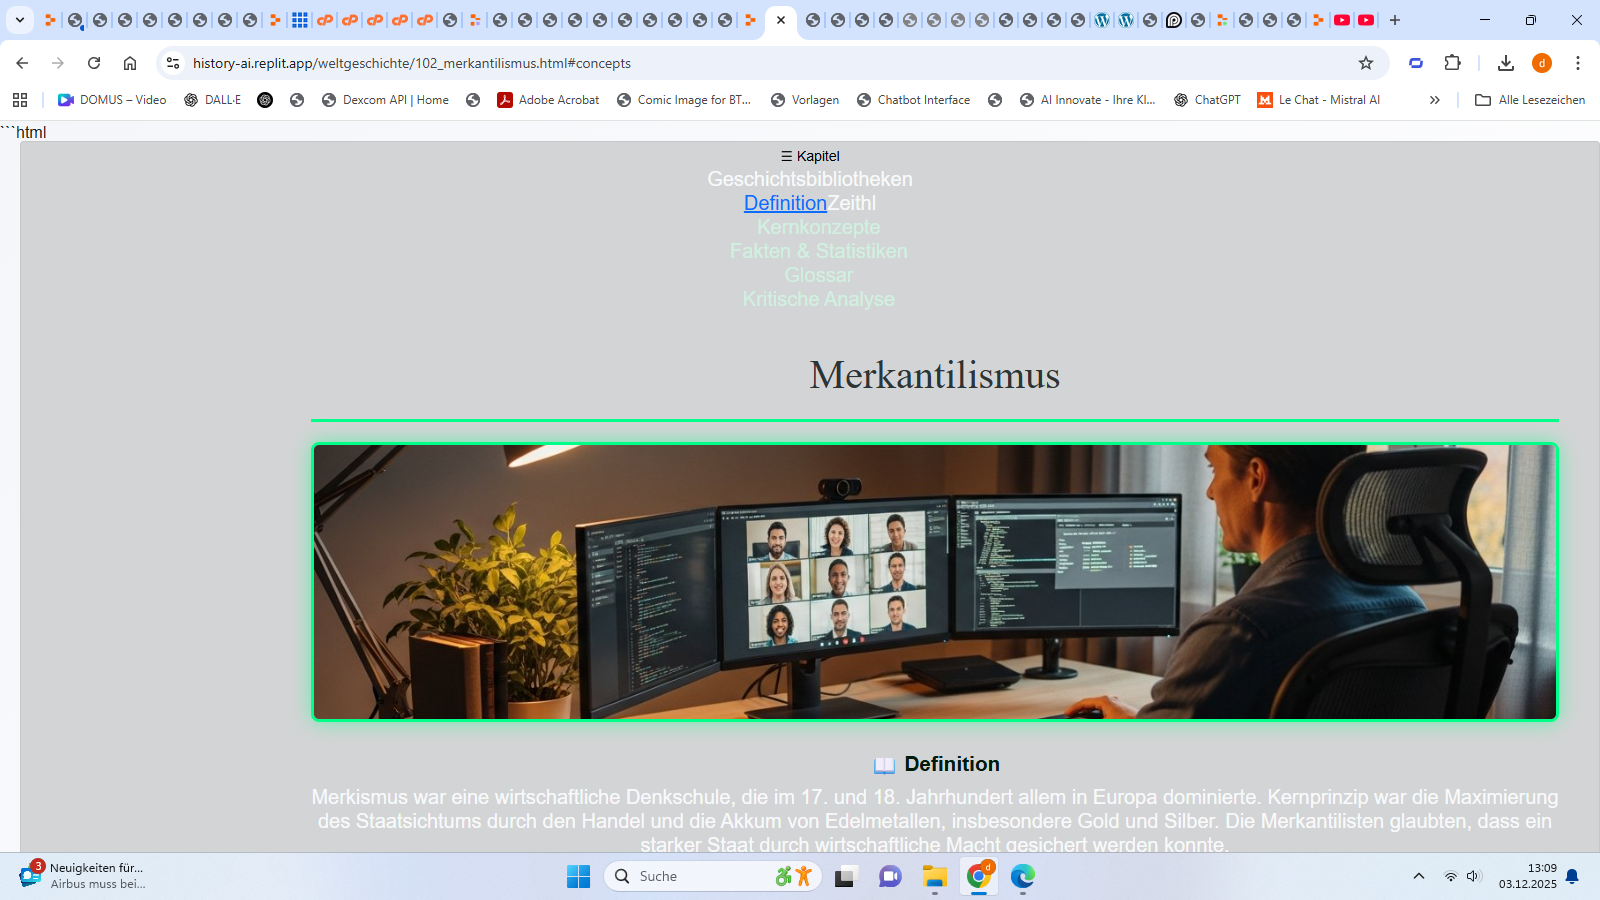 history-ai.replit.app/weltgeschichte/102_merkantilismus.html#concepts
d
DOMUS – Video
DALL·E
Dexcom API | Home
Adobe Acrobat
Comic Image for BT...
Vorlagen
Chatbot Interface
AI Innovate - Ihre KI...
ChatGPT
Le Chat - Mistral AI
»
Alle Lesezeichen
```html
☰ Kapitel
Geschichtsbibliotheken
DefinitionZeithl
Kernkonzepte
Fakten & Statistiken
Glossar
Kritische Analyse
Merkantilismus
📖 Definition
Merkismus war eine wirtschaftliche Denkschule, die im 17. und 18. Jahrhundert allem in Europa dominierte. Kernprinzip war die Maximierung
des Staatsichtums durch den Handel und die Akkum von Edelmetallen, insbesondere Gold und Silber. Die Merkantilisten glaubten, dass ein
starker Staat durch wirtschaftliche Macht gesichert werden konnte.
3
Neuigkeiten für...
Airbus muss bei...
Suche
d
13:09
03.12.2025